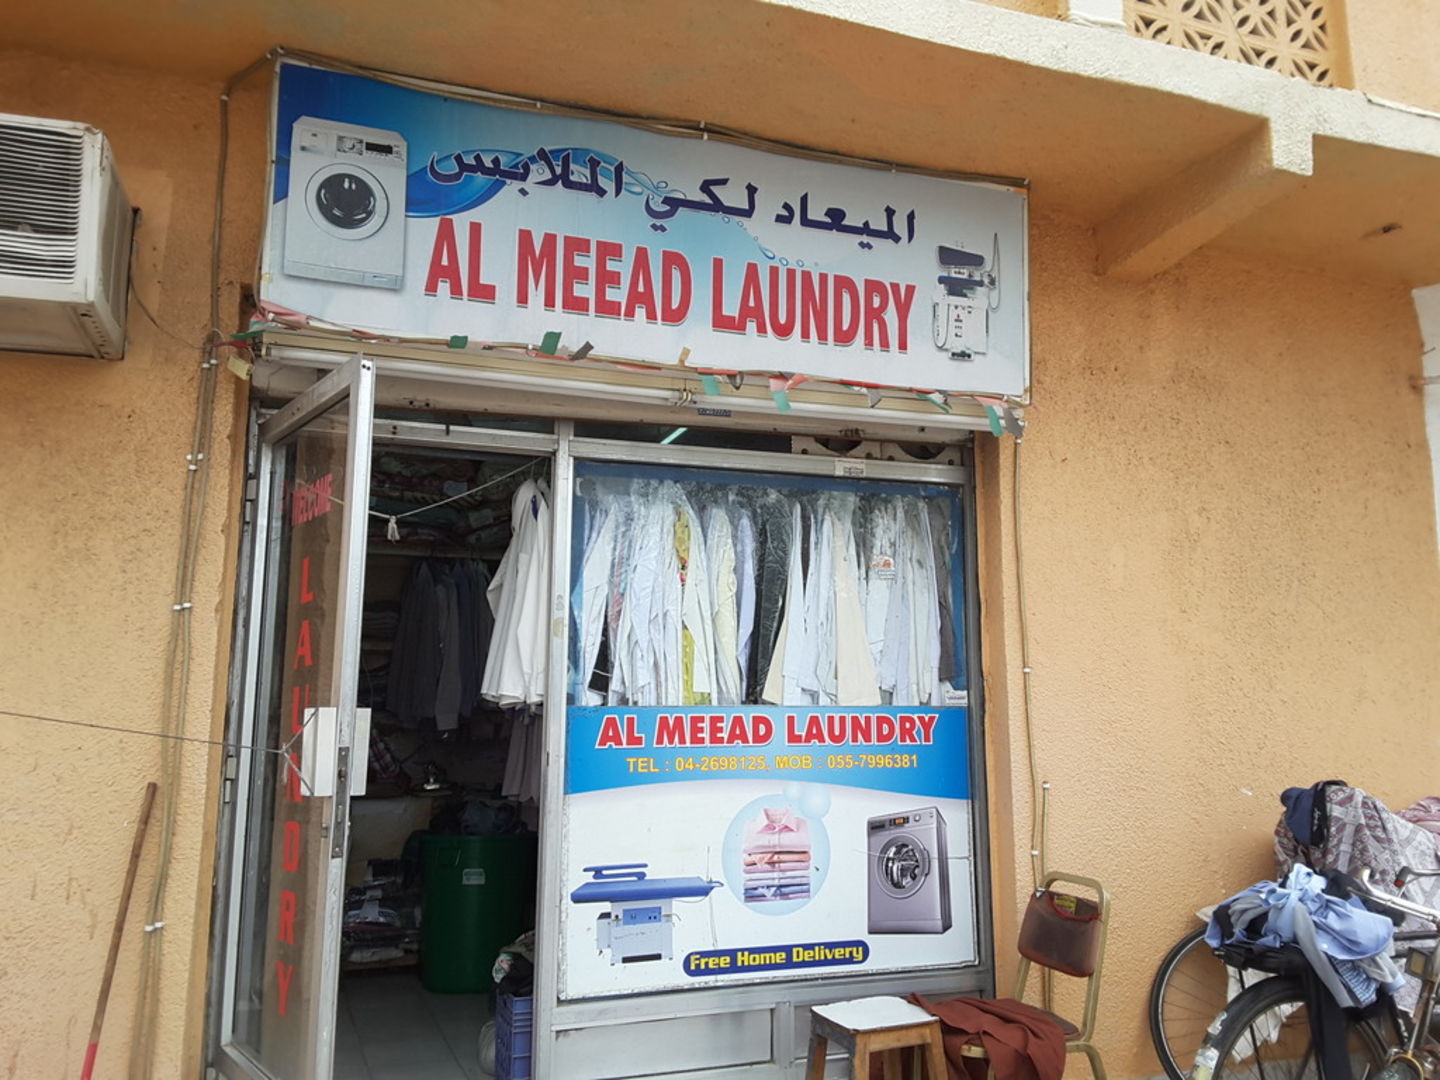 الميعاد لكي الملابس
AL MEEAD LAUNDRY
WELCOME
LAUNDRY
AL MEEAD LAUNDRY
TEL : 04-2698125, MOB : 055-7996381
Free Home Delivery